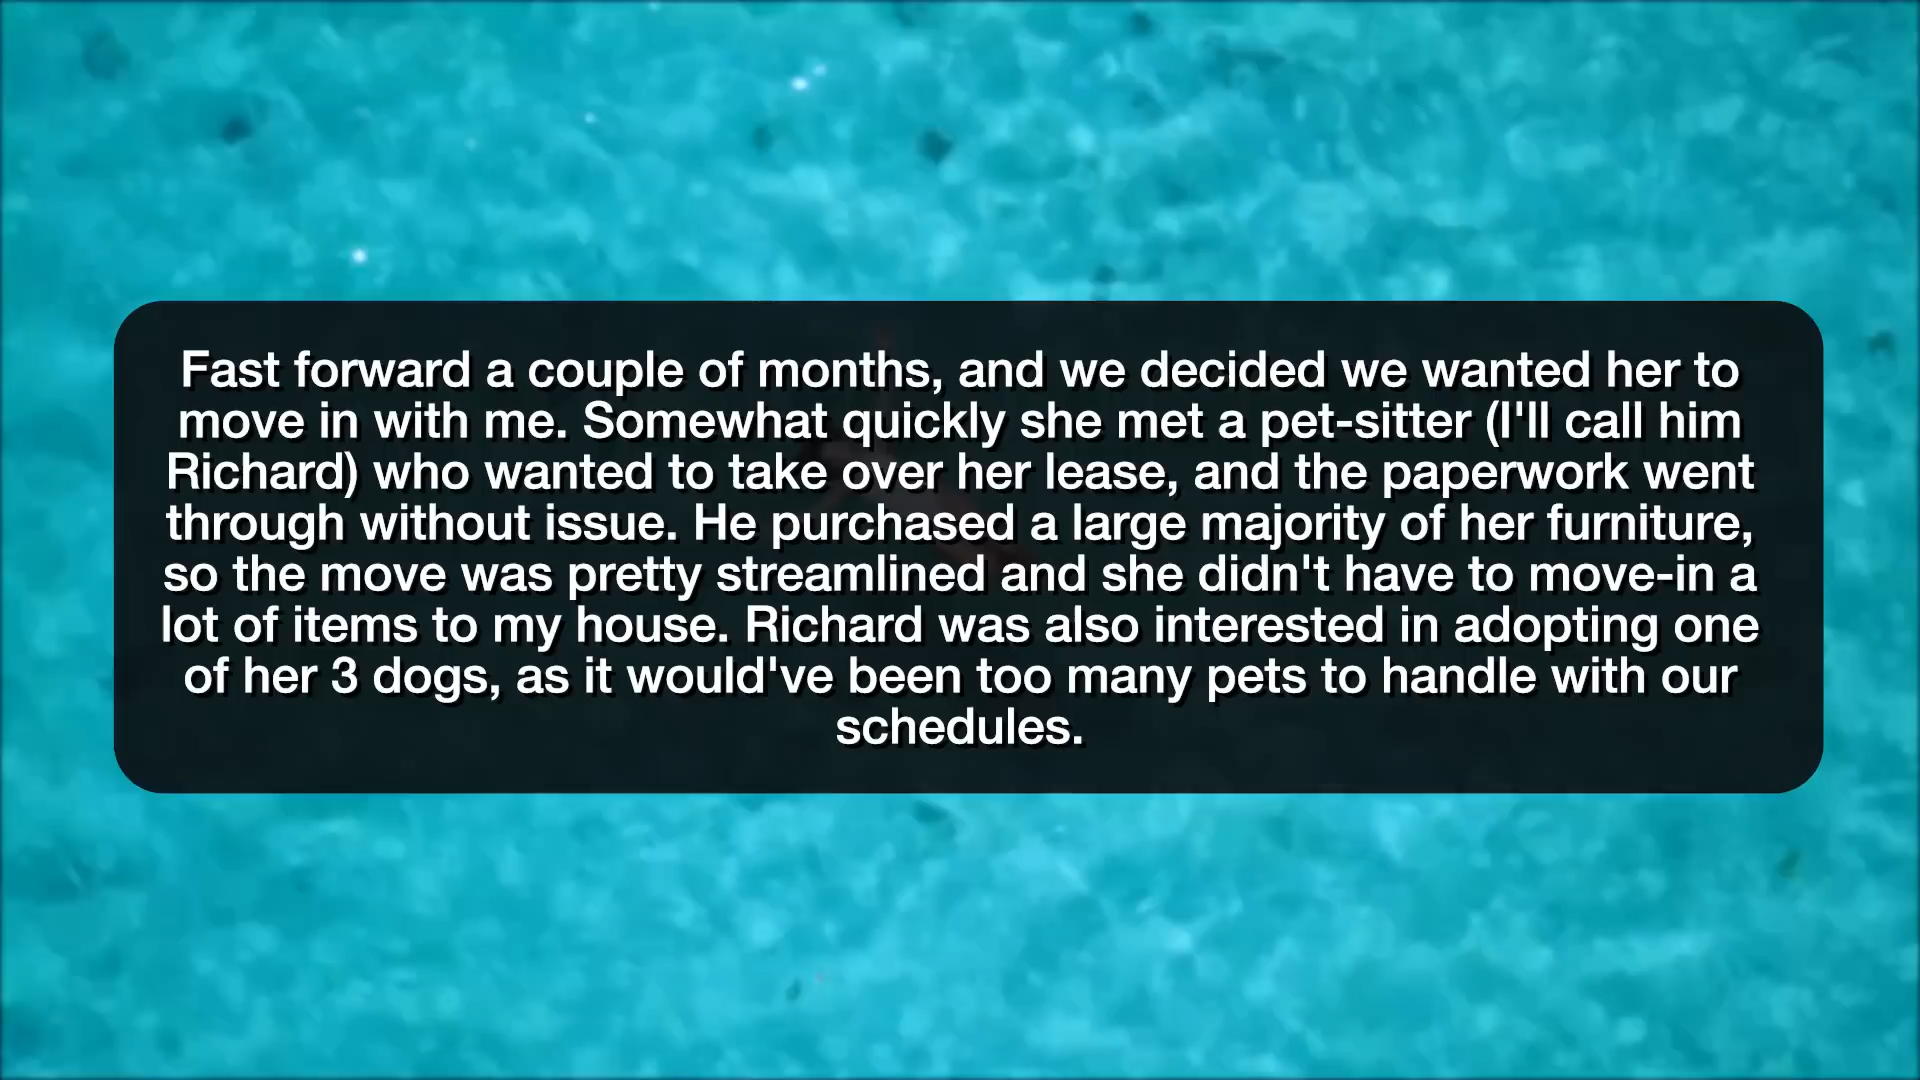 Fast forward a couple of months, and we decided we wanted her to
move in with me. Somewhat quickly she met a pet-sitter (I'll call him
Richard) who wanted to take over her lease, and the paperwork went
through without issue. He purchased a large majority of her furniture,
so the move was pretty streamlined and she didn't have to move-in a
lot of items to my house. Richard was also interested in adopting one
of her 3 dogs, as it would've been too many pets to handle with our
schedules.